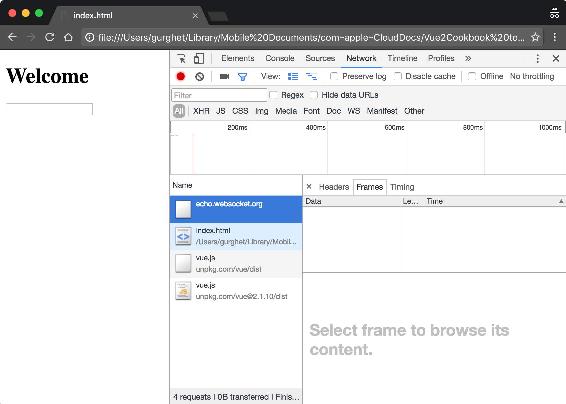 index.html
file:///Users/gurghet/Library/Mobile%20Documents/com~apple~CloudDocs/Vue2Cookbook%20to...
Welcome
Elements Console Sources Network Timeline Profiles »
View: Preserve log Disable cache Offline No throttling
Filter Regex Hide data URLs
All XHR JS CSS Img Media Font Doc WS Manifest Other
200ms 400ms 600ms 800ms 1000ms
Name
× Headers Frames Timing
Data Le... Time
echo.websocket.org
index.html
/Users/gurghet/Library/Mobil...
vue.js
unpkg.com/vue/dist
vue.js
unpkg.com/vue@2.1.10/dist
Select frame to browse its
content.
4 requests | 0B transferred | Finis...